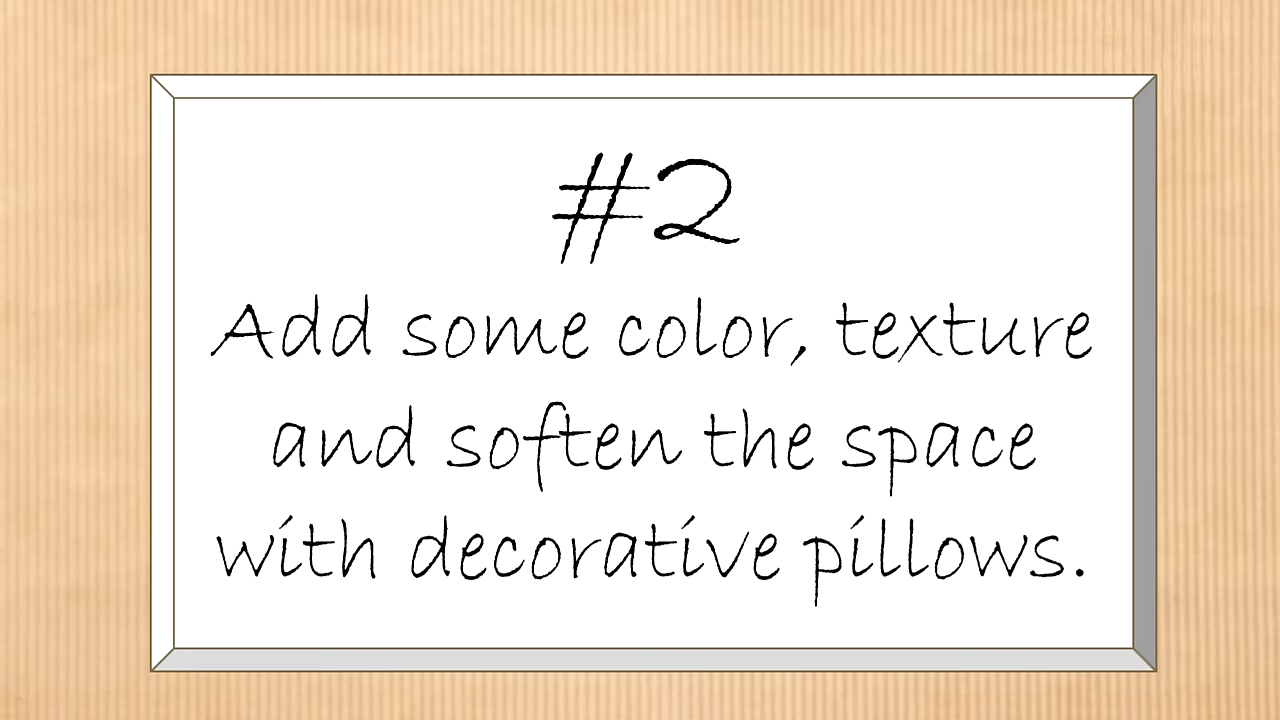 #2
Add some color, texture
and soften the space
with decorative pillows.